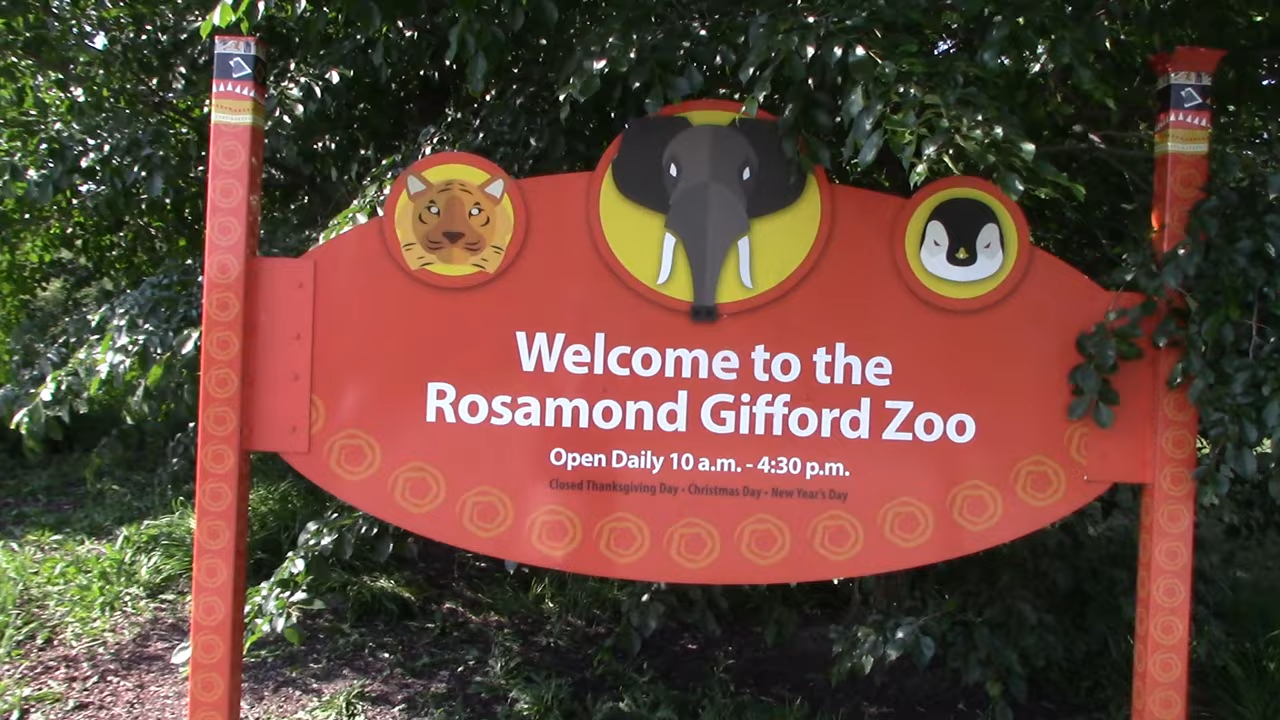 Welcome to the
Rosamond Gifford Zoo
Open Daily 10 a.m. - 4:30 p.m.
Closed Thanksgiving Day • Christmas Day • New Year's Day